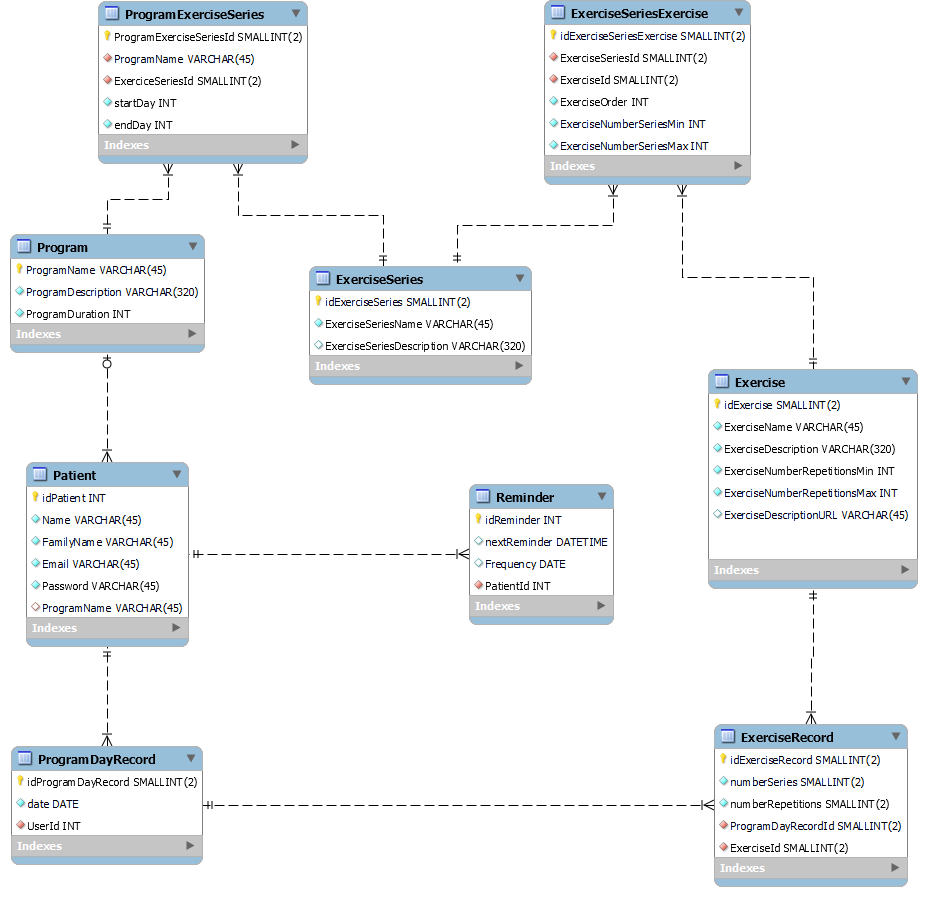 ProgramExerciseSeries
ProgramExerciseSeriesId SMALLINT(2)
ProgramName VARCHAR(45)
ExerciceSeriesId SMALLINT(2)
startDay INT
endDay INT
Indexes
ExerciseSeriesExercise
idExerciseSeriesExercise SMALLINT(2)
ExerciseSeriesId SMALLINT(2)
ExerciseId SMALLINT(2)
ExerciseOrder INT
ExerciseNumberSeriesMin INT
ExerciseNumberSeriesMax INT
Indexes
Program
ProgramName VARCHAR(45)
ProgramDescription VARCHAR(320)
ProgramDuration INT
Indexes
ExerciseSeries
idExerciseSeries SMALLINT(2)
ExerciseSeriesName VARCHAR(45)
ExerciseSeriesDescription VARCHAR(320)
Indexes
Exercise
idExercise SMALLINT(2)
ExerciseName VARCHAR(45)
ExerciseDescription VARCHAR(320)
ExerciseNumberRepetitionsMin INT
ExerciseNumberRepetitionsMax INT
ExerciseDescriptionURL VARCHAR(45)
Indexes
Patient
idPatient INT
Name VARCHAR(45)
FamilyName VARCHAR(45)
Email VARCHAR(45)
Password VARCHAR(45)
ProgramName VARCHAR(45)
Indexes
Reminder
idReminder INT
nextReminder DATETIME
Frequency DATE
PatientId INT
Indexes
ProgramDayRecord
idProgramDayRecord SMALLINT(2)
date DATE
UserId INT
Indexes
ExerciseRecord
idExerciseRecord SMALLINT(2)
numberSeries SMALLINT(2)
numberRepetitions SMALLINT(2)
ProgramDayRecordId SMALLINT(2)
ExerciseId SMALLINT(2)
Indexes